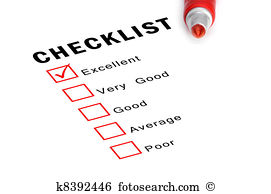 CHECKLIST
Excellent
Very Good
Good
Average
Poor
k8392446 fotosearch.com ©